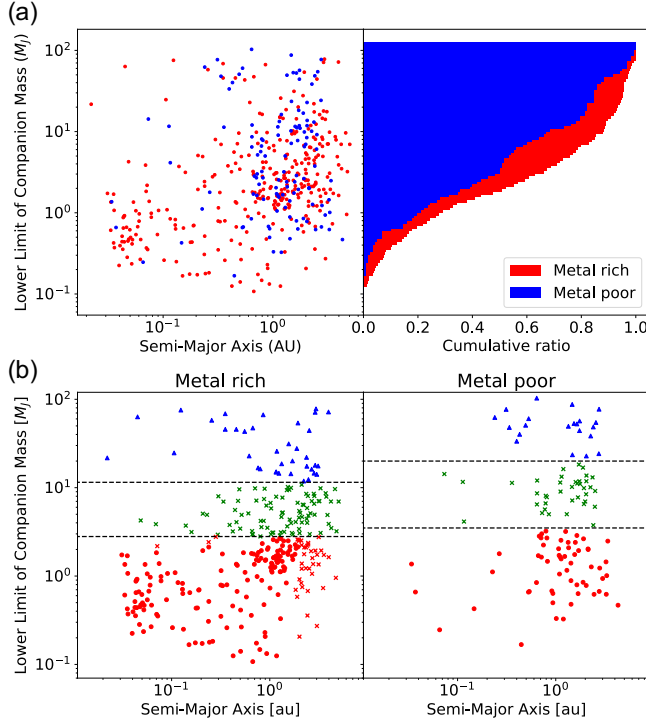 (a)
Lower Limit of Companion Mass (M_J)
10²
10¹
10⁰
10⁻¹
10⁻¹ 10⁰
Semi-Major Axis (AU)
Metal rich
Metal poor
0.0 0.2 0.4 0.6 0.8 1.0
Cumulative ratio
(b)
Metal rich
Metal poor
Lower Limit of Companion Mass [M_J]
10²
10¹
10⁰
10⁻¹
10⁻¹ 10⁰
Semi-Major Axis [au]
10⁻¹ 10⁰
Semi-Major Axis [au]